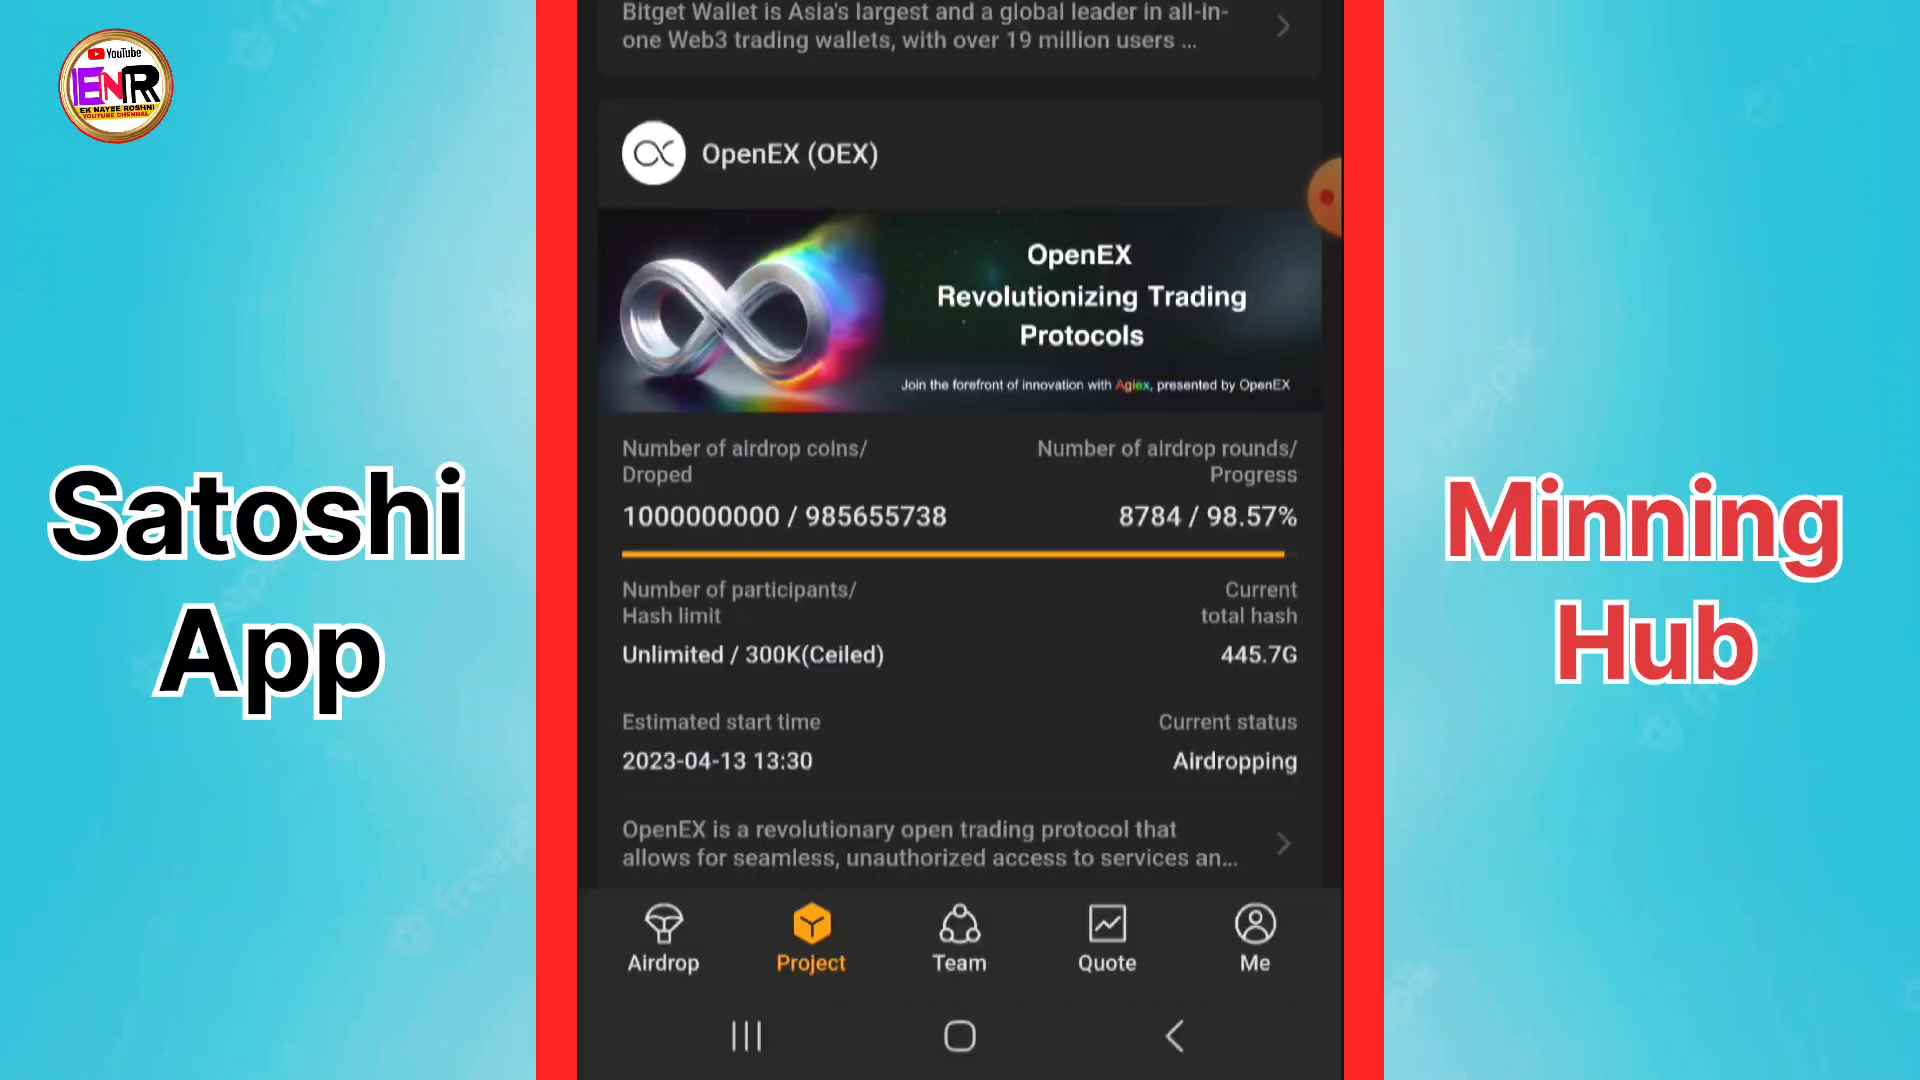 YouTube
ENR
EK NAYEE ROSHNI
YOUTUBE CHENNAL
Satoshi
App
Bitget Wallet is Asia's largest and a global leader in all-in-
one Web3 trading wallets, with over 19 million users ...
OpenEX (OEX)
OpenEX
Revolutionizing Trading
Protocols
Join the forefront of innovation with Aglex, presented by OpenEX
Number of airdrop coins/
Droped
Number of airdrop rounds/
Progress
1000000000 / 985655738
8784 / 98.57%
Number of participants/
Hash limit
Current
total hash
Unlimited / 300K(Ceiled)
445.7G
Estimated start time
Current status
2023-04-13 13:30
Airdropping
OpenEX is a revolutionary open trading protocol that
allows for seamless, unauthorized access to services an...
Airdrop
Project
Team
Quote
Me
Minning
Hub
freepik